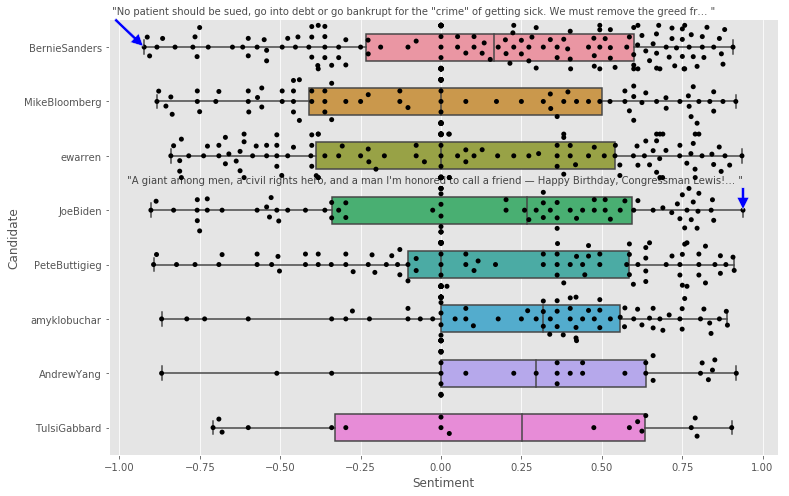 "No patient should be sued, go into debt or go bankrupt for the "crime" of getting sick. We must remove the greed fr... "
BernieSanders
MikeBloomberg
ewarren
"A giant among men, a civil rights hero, and a man I'm honored to call a friend — Happy Birthday, Congressman Lewis!... "
JoeBiden
PeteButtigieg
amyklobuchar
AndrewYang
TulsiGabbard
Candidate
−1.00 −0.75 −0.50 −0.25 0.00 0.25 0.50 0.75 1.00
Sentiment